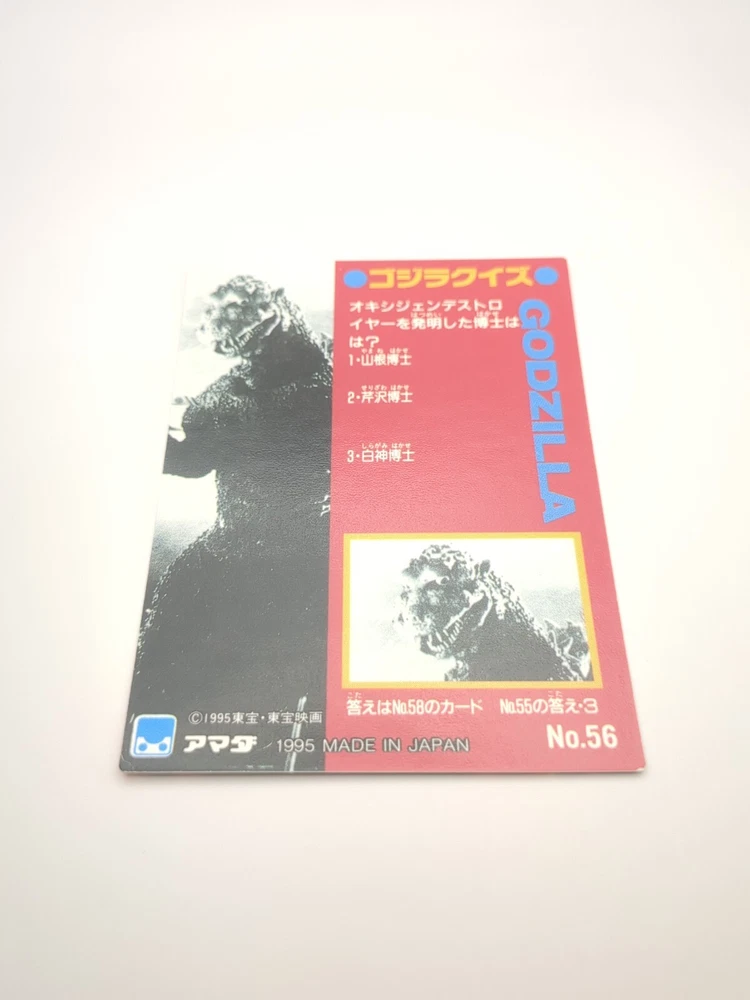 ゴジラクイズ
オキシジェンデストロ
イヤーを発明した博士は
は?
1・山根博士
2・芹沢博士
3・白神博士
GODZILLA
答えはNo.58のカード No.55の答え・3
©1995東宝・東宝映画
アマダ/1995 MADE IN JAPAN
No.56